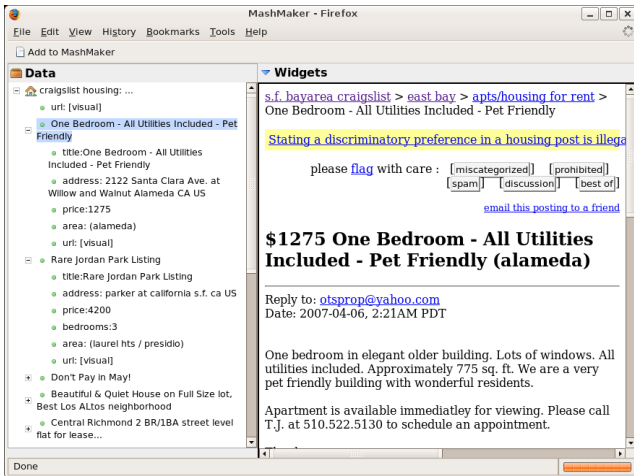 MashMaker - Firefox
File Edit View History Bookmarks Tools Help
Add to MashMaker
Data
craigslist housing: ...
url: [visual]
One Bedroom - All Utilities Included - Pet
Friendly
title:One Bedroom - All Utilities
Included - Pet Friendly
address: 2122 Santa Clara Ave. at
Willow and Walnut Alameda CA US
price:1275
area: (alameda)
url: [visual]
Rare Jordan Park Listing
title:Rare Jordan Park Listing
address: parker at california s.f. ca US
price:4200
bedrooms:3
area: (laurel hts / presidio)
url: [visual]
Don't Pay in May!
Beautiful & Quiet House on Full Size lot,
Best Los ALtos neighborhood
Central Richmond 2 BR/1BA street level
flat for lease...
Widgets
s.f. bayarea craigslist > east bay > apts/housing for rent >
One Bedroom - All Utilities Included - Pet Friendly
Stating a discriminatory preference in a housing post is illega
please flag with care : [miscategorized] [prohibited]
[spam] [discussion] [best of]
email this posting to a friend
$1275 One Bedroom - All Utilities
Included - Pet Friendly (alameda)
Reply to: otsprop@yahoo.com
Date: 2007-04-06, 2:21AM PDT
One bedroom in elegant older building. Lots of windows. All
utilities included. Approximately 775 sq. ft. We are a very
pet friendly building with wonderful residents.
Apartment is available immediatley for viewing. Please call
T.J. at 510.522.5130 to schedule an appointment.
Done